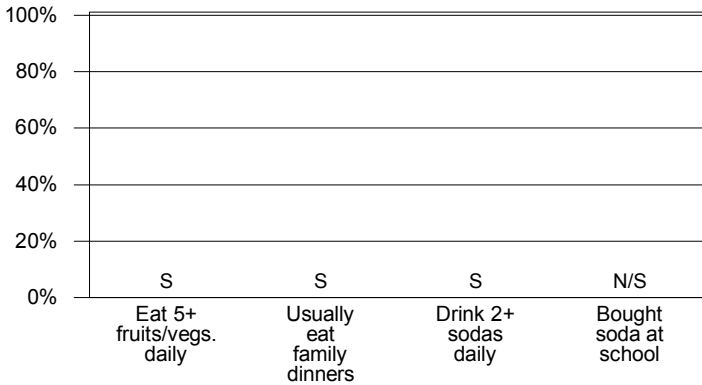 100%
80%
60%
40%
20%
0%
S S S N/S
Eat 5+
fruits/vegs.
daily
Usually
eat
family
dinners
Drink 2+
sodas
daily
Bought
soda at
school